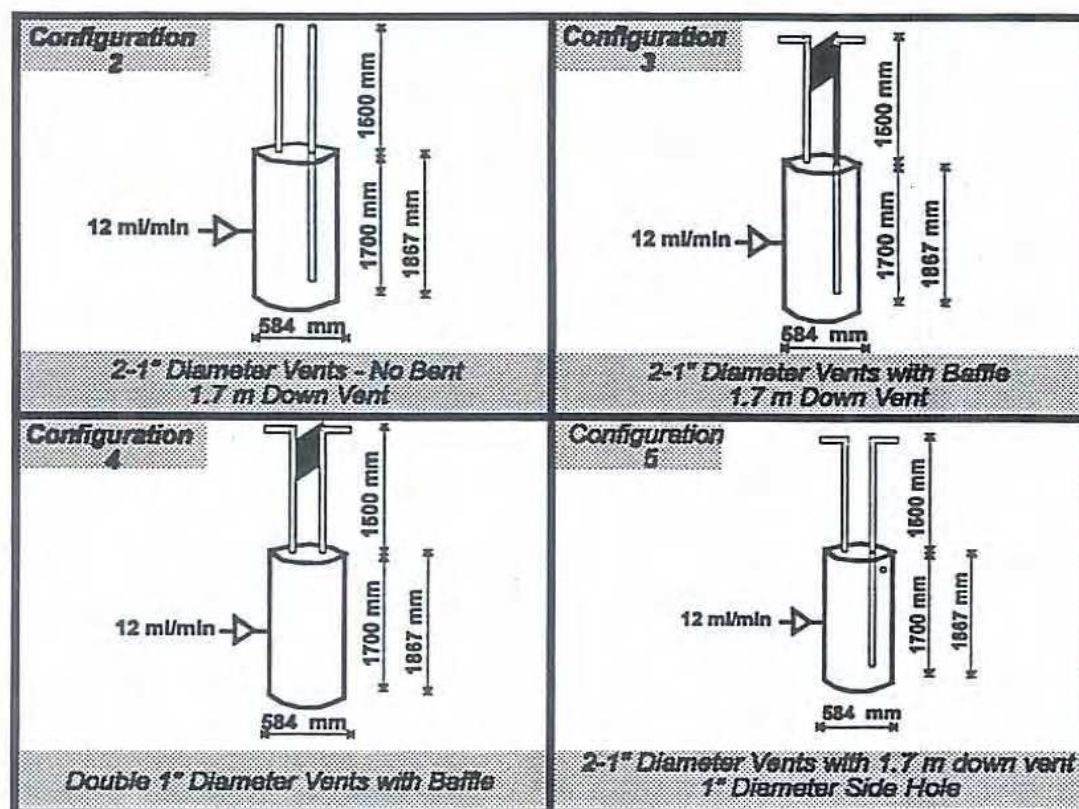 Configuration
2
1500 mm
12 ml/min
1700 mm
1867 mm
584 mm
2-1" Diameter Vents - No Bent
1.7 m Down Vent
Configuration
3
1500 mm
12 ml/min
1700 mm
1867 mm
584 mm
2-1" Diameter Vents with Baffle
1.7 m Down Vent
Configuration
4
1500 mm
12 ml/min
1700 mm
1867 mm
584 mm
Double 1" Diameter Vents with Baffle
Configuration
5
1500 mm
12 ml/min
1700 mm
1867 mm
584 mm
2-1" Diameter Vents with 1.7 m down vent
1" Diameter Side Hole